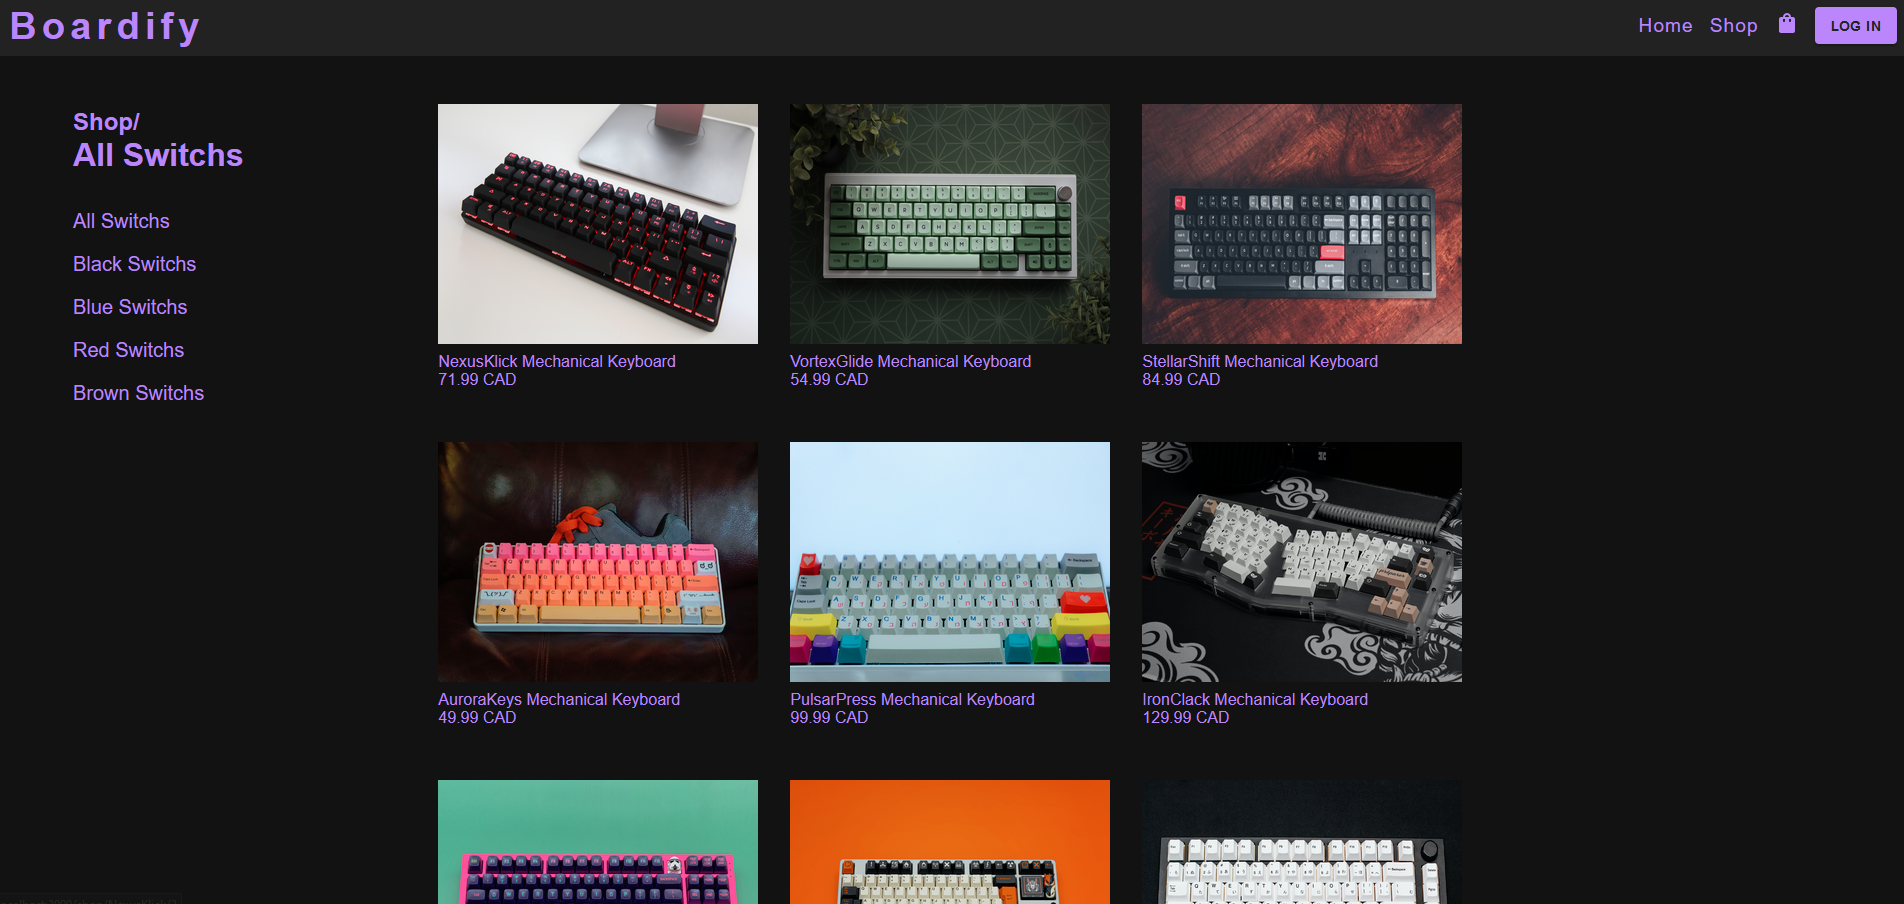 Boardify
Home Shop LOG IN
Shop/
All Switchs
All Switchs
Black Switchs
Blue Switchs
Red Switchs
Brown Switchs
NexusKlick Mechanical Keyboard
71.99 CAD
VortexGlide Mechanical Keyboard
54.99 CAD
StellarShift Mechanical Keyboard
84.99 CAD
AuroraKeys Mechanical Keyboard
49.99 CAD
PulsarPress Mechanical Keyboard
99.99 CAD
IronClack Mechanical Keyboard
129.99 CAD